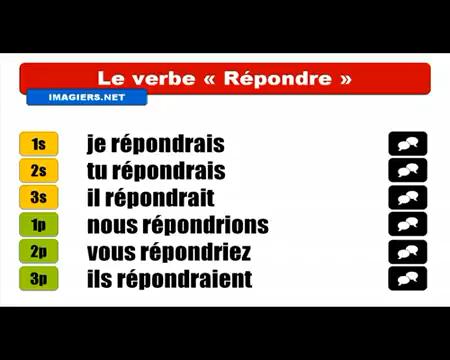 Le verbe « Répondre »
IMAGIERS.NET
1s je répondrais
2s tu répondrais
3s il répondrait
1p nous répondrions
2p vous répondriez
3p ils répondraient